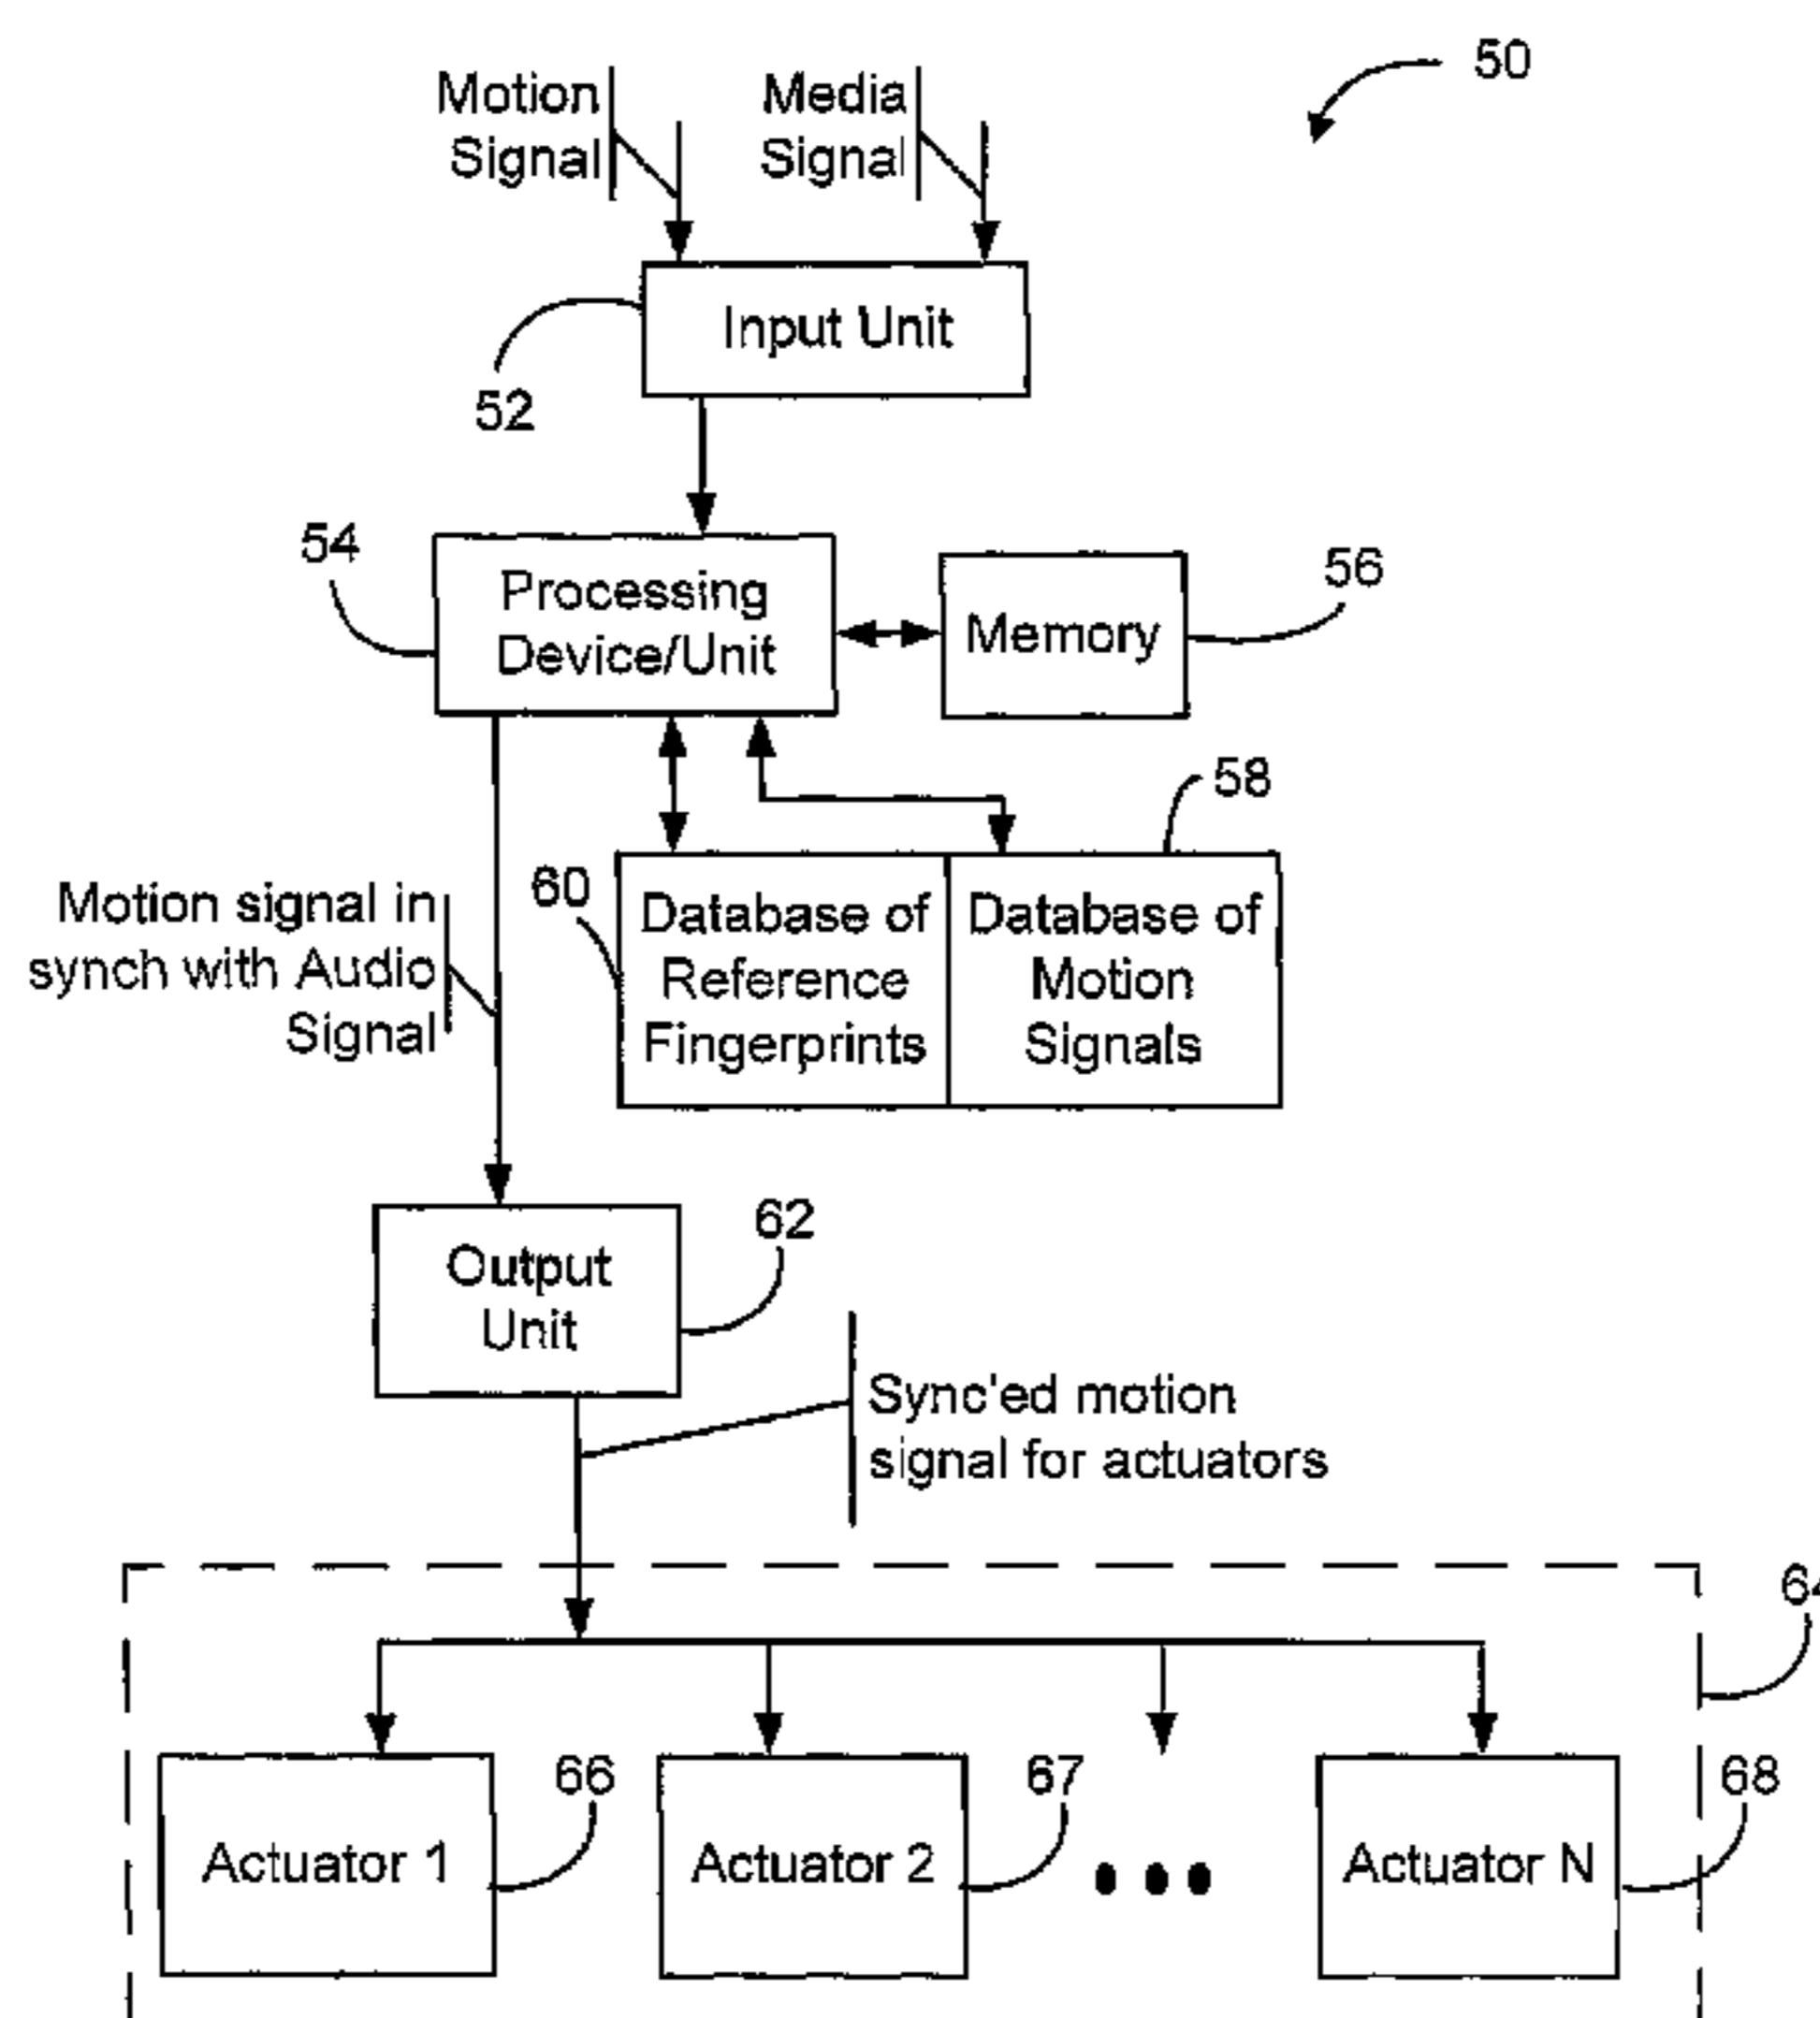 50
Motion
Signal
Media
Signal
Input Unit
52
54
Processing
Device/Unit
Memory
56
58
60
Database of
Reference
Fingerprints
Database of
Motion
Signals
Motion signal in
synch with Audio
Signal
Output
Unit
62
Sync'ed motion
signal for actuators
64
Actuator 1
66
Actuator 2
67
Actuator N
68